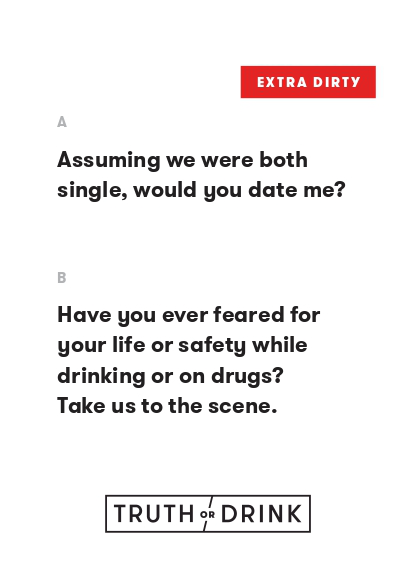 EXTRA DIRTY
A
Assuming we were both
single, would you date me?
B
Have you ever feared for
your life or safety while
drinking or on drugs?
Take us to the scene.
TRUTH OR DRINK